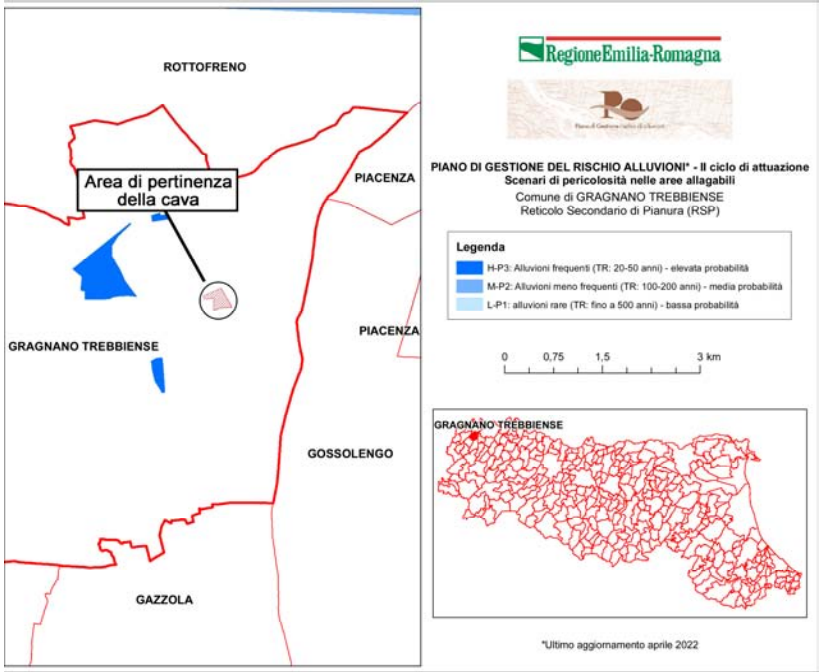 ROTTOFRENO
PIACENZA
Area di pertinenza
della cava
PIACENZA
GRAGNANO TREBBIENSE
GOSSOLENGO
GAZZOLA
RegioneEmilia-Romagna
PIANO DI GESTIONE DEL RISCHIO ALLUVIONI* - II ciclo di attuazione
Scenari di pericolosità nelle aree allagabili
Comune di GRAGNANO TREBBIENSE
Reticolo Secondario di Pianura (RSP)
Legenda
H-P3: Alluvioni frequenti (TR: 20-50 anni) - elevata probabilità
M-P2: Alluvioni meno frequenti (TR: 100-200 anni) - media probabilità
L-P1: alluvioni rare (TR: fino a 500 anni) - bassa probabilità
0 0,75 1,5 3 km
GRAGNANO TREBBIENSE
*Ultimo aggiornamento aprile 2022